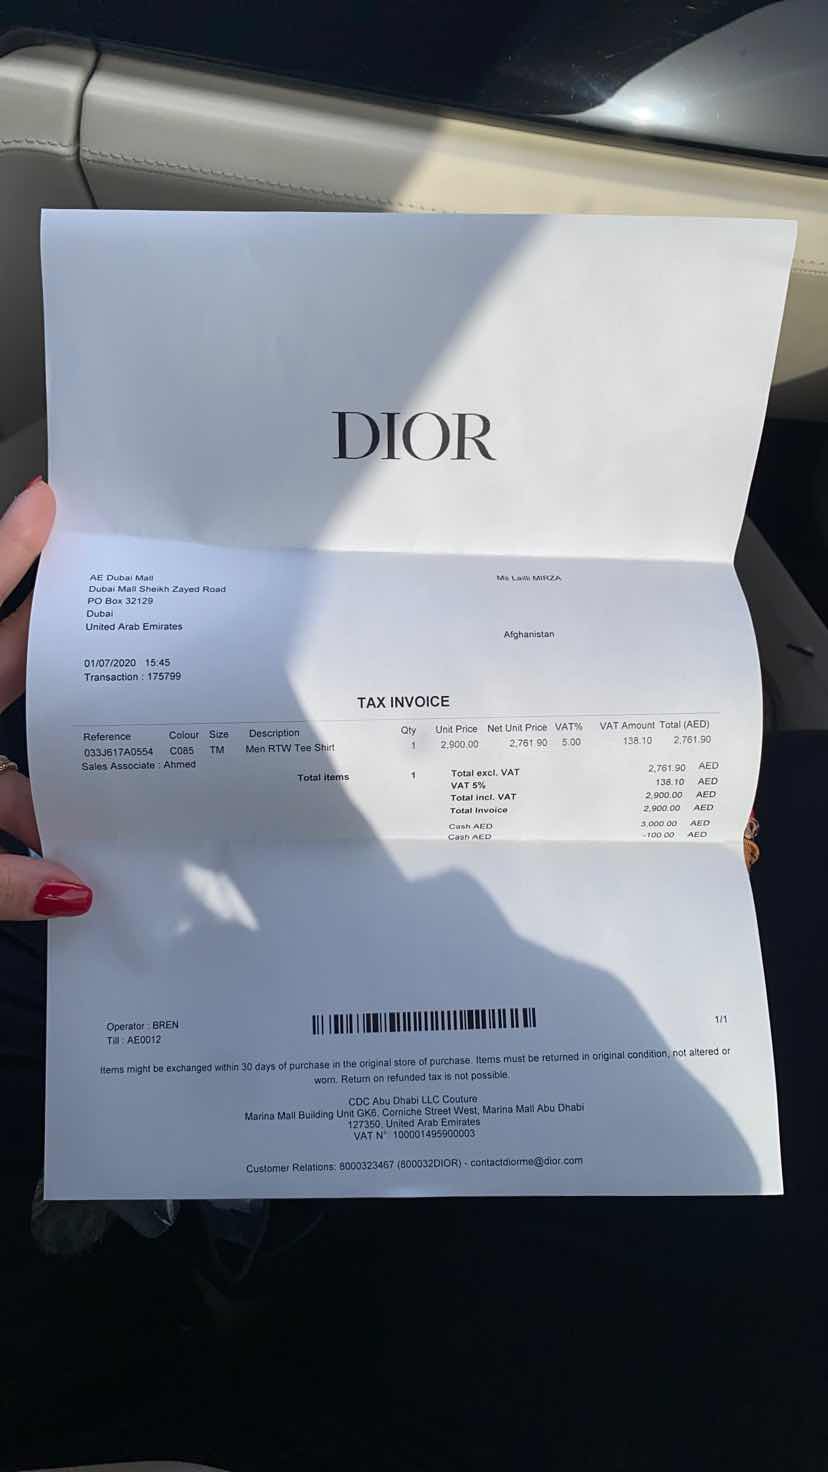 DIOR
AE Dubai Mall
Dubai Mall Sheikh Zayed Road
PO Box 32129
Dubai
United Arab Emirates
Ms Laili MIRZA
Afghanistan
01/07/2020 15:45
Transaction : 175799
TAX INVOICE
Reference Colour Size Description Qty Unit Price Net Unit Price VAT% VAT Amount Total (AED)
033J617A0554 C085 TM Men RTW Tee Shirt 1 2,900.00 2,761.90 5.00 138.10 2,761.90
Sales Associate : Ahmed
Total items 1
Total excl. VAT 2,761.90 AED
VAT 5% 138.10 AED
Total incl. VAT 2,900.00 AED
Total Invoice 2,900.00 AED
Cash AED 3,000.00 AED
Cash AED -100.00 AED
Operator : BREN
Till : AE0012
1/1
Items might be exchanged within 30 days of purchase in the original store of purchase. Items must be returned in original condition, not altered or
worn. Return on refunded tax is not possible.
CDC Abu Dhabi LLC Couture
Marina Mall Building Unit GK6, Corniche Street West, Marina Mall Abu Dhabi
127350, United Arab Emirates
VAT N° 100001495900003
Customer Relations: 8000323467 (800032DIOR) - contactdiorme@dior.com